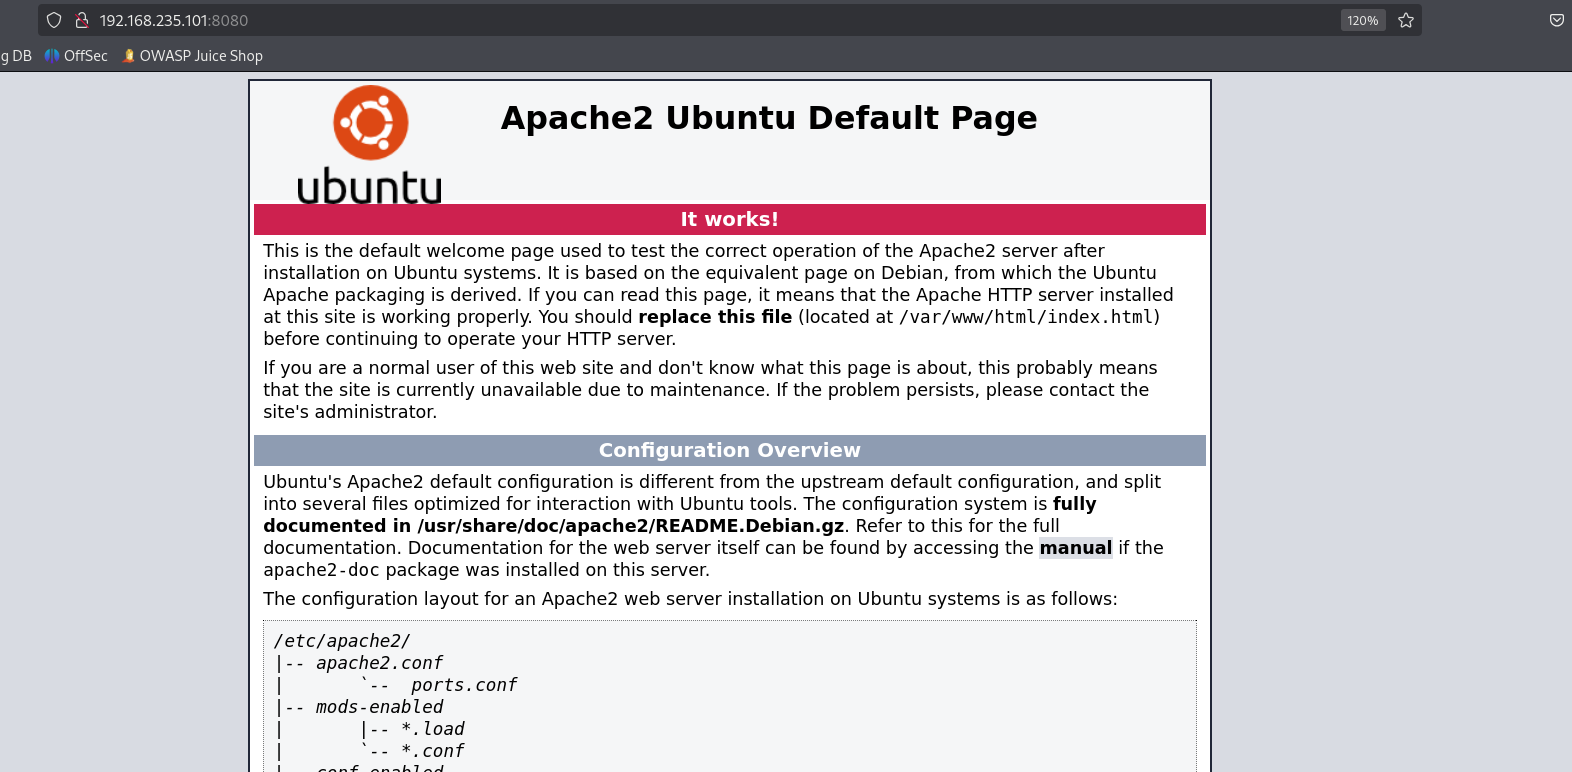 192.168.235.101:8080
120%
g DB OffSec OWASP Juice Shop
ubuntu
Apache2 Ubuntu Default Page
It works!
This is the default welcome page used to test the correct operation of the Apache2 server after
installation on Ubuntu systems. It is based on the equivalent page on Debian, from which the Ubuntu
Apache packaging is derived. If you can read this page, it means that the Apache HTTP server installed
at this site is working properly. You should replace this file (located at /var/www/html/index.html)
before continuing to operate your HTTP server.
If you are a normal user of this web site and don't know what this page is about, this probably means
that the site is currently unavailable due to maintenance. If the problem persists, please contact the
site's administrator.
Configuration Overview
Ubuntu's Apache2 default configuration is different from the upstream default configuration, and split
into several files optimized for interaction with Ubuntu tools. The configuration system is fully
documented in /usr/share/doc/apache2/README.Debian.gz. Refer to this for the full
documentation. Documentation for the web server itself can be found by accessing the manual if the
apache2-doc package was installed on this server.
The configuration layout for an Apache2 web server installation on Ubuntu systems is as follows:
/etc/apache2/
|-- apache2.conf
|       `--  ports.conf
|-- mods-enabled
|       |-- *.load
|       `-- *.conf
|-- conf-enabled